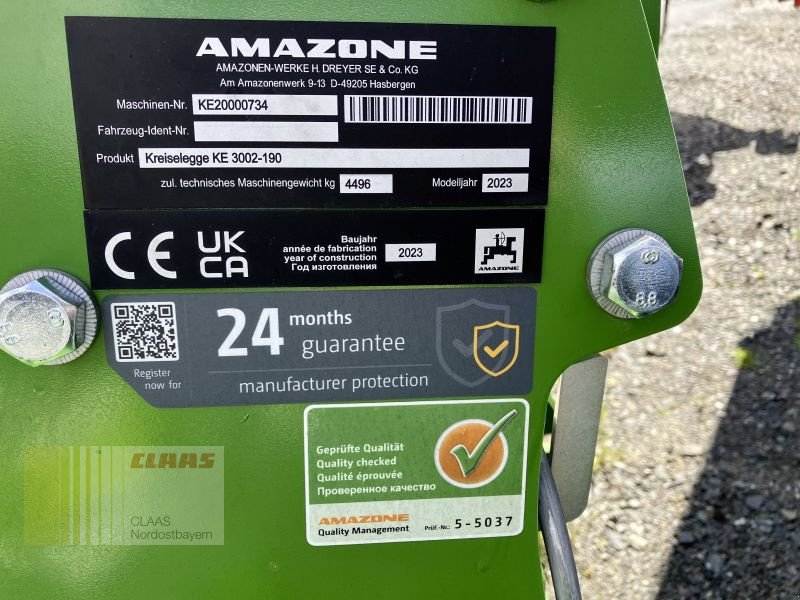 AMAZONE
AMAZONEN-WERKE H. DREYER SE & Co. KG
Am Amazonenwerk 9-13 D-49205 Hasbergen
Maschinen-Nr. KE20000734
Fahrzeug-Ident-Nr.
Produkt Kreiselegge KE 3002-190
zul. technisches Maschinengewicht kg 4496 Modelljahr 2023
CE UK CA
Baujahr
année de fabrication
year of construction
Год изготовления
2023
AMAZONE
Register
now for
24 months
guarantee
manufacturer protection
8.8
Geprüfte Qualität
Quality checked
Qualité éprouvée
Проверенное качество
AMAZONE
Quality Management
Prüf.-Nr.: 5-5037
CLAAS
CLAAS
Nordostbayern